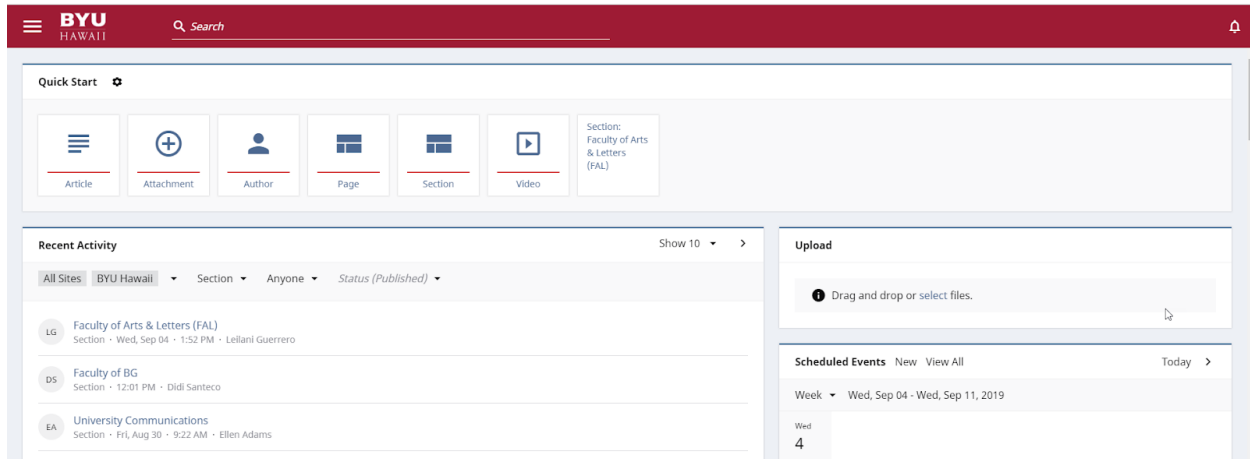 BYU
HAWAII
Search
Quick Start
Article
Attachment
Author
Page
Section
Video
Section:
Faculty of Arts
& Letters
(FAL)
Recent Activity
Show 10
All Sites BYU Hawaii Section Anyone Status (Published)
LG
Faculty of Arts & Letters (FAL)
Section · Wed, Sep 04 · 1:52 PM · Leilani Guerrero
DS
Faculty of BG
Section · 12:01 PM · Didi Santeco
EA
University Communications
Section · Fri, Aug 30 · 9:22 AM · Ellen Adams
Upload
Drag and drop or select files.
Scheduled Events New View All Today
Week Wed, Sep 04 - Wed, Sep 11, 2019
Wed
4